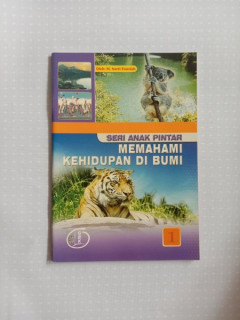 SERI ANAK PINTAR
MEMAHAMI
KEHIDUPAN DI BUMI
1